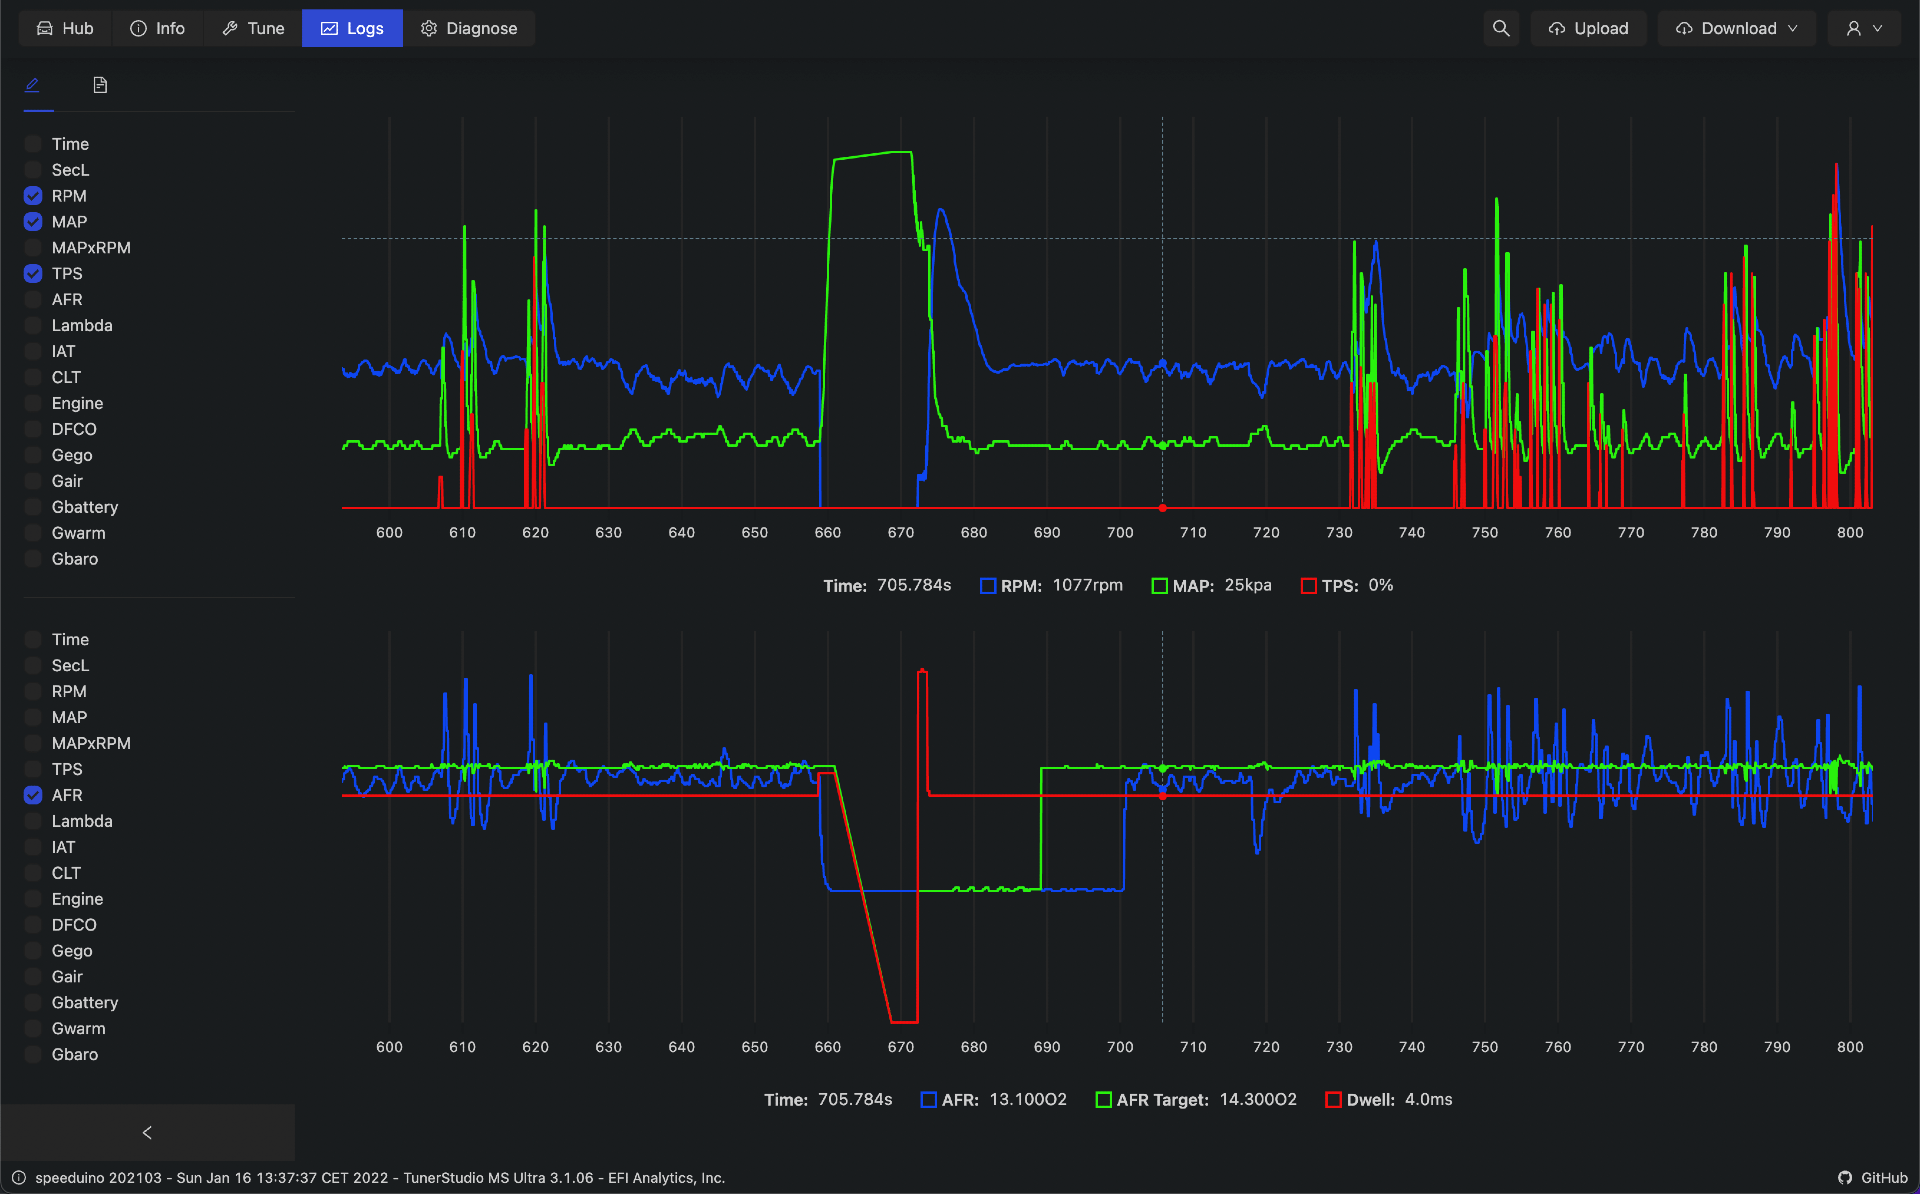 Hub Info Tune Logs Diagnose Upload Download
Time
SecL
RPM
MAP
MAPxRPM
TPS
AFR
Lambda
IAT
CLT
Engine
DFCO
Gego
Gair
Gbattery
Gwarm
Gbaro
600 610 620 630 640 650 660 670 680 690 700 710 720 730 740 750 760 770 780 790 800
Time: 705.784s RPM: 1077rpm MAP: 25kpa TPS: 0%
Time
SecL
RPM
MAP
MAPxRPM
TPS
AFR
Lambda
IAT
CLT
Engine
DFCO
Gego
Gair
Gbattery
Gwarm
Gbaro
600 610 620 630 640 650 660 670 680 690 700 710 720 730 740 750 760 770 780 790 800
Time: 705.784s AFR: 13.100O2 AFR Target: 14.300O2 Dwell: 4.0ms
speeduino 202103 - Sun Jan 16 13:37:37 CET 2022 - TunerStudio MS Ultra 3.1.06 - EFI Analytics, Inc. GitHub